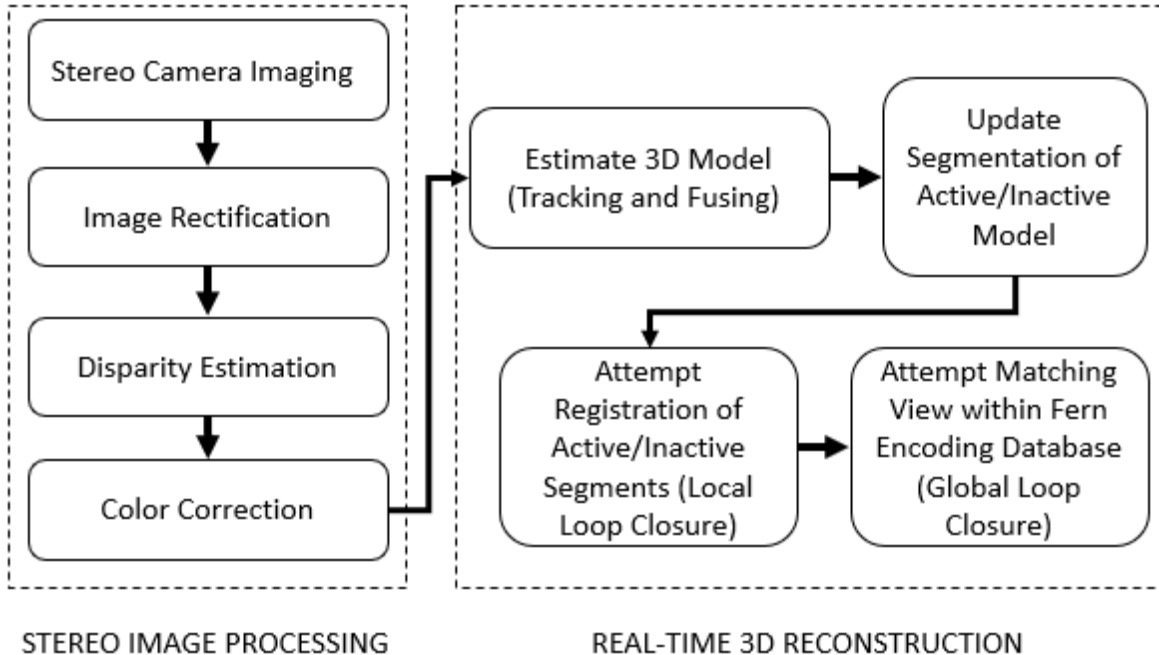 Stereo Camera Imaging
Image Rectification
Disparity Estimation
Color Correction
STEREO IMAGE PROCESSING
Estimate 3D Model
(Tracking and Fusing)
Update
Segmentation of
Active/Inactive
Model
Attempt
Registration of
Active/Inactive
Segments (Local
Loop Closure)
Attempt Matching
View within Fern
Encoding Database
(Global Loop
Closure)
REAL-TIME 3D RECONSTRUCTION